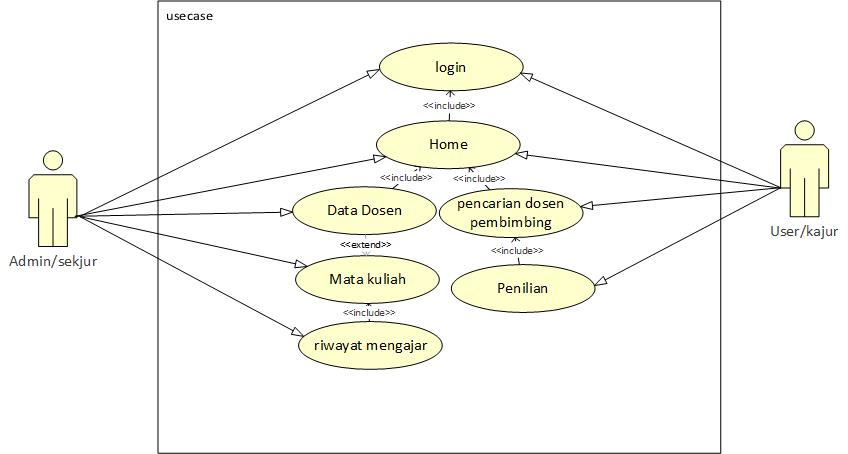 usecase
login
<<include>>
Home
<<include>>
<<include>>
Data Dosen
pencarian dosen
pembimbing
User/kajur
Admin/sekjur
<<extend>>
<<include>>
Mata kuliah
Penilian
<<include>>
riwayat mengajar